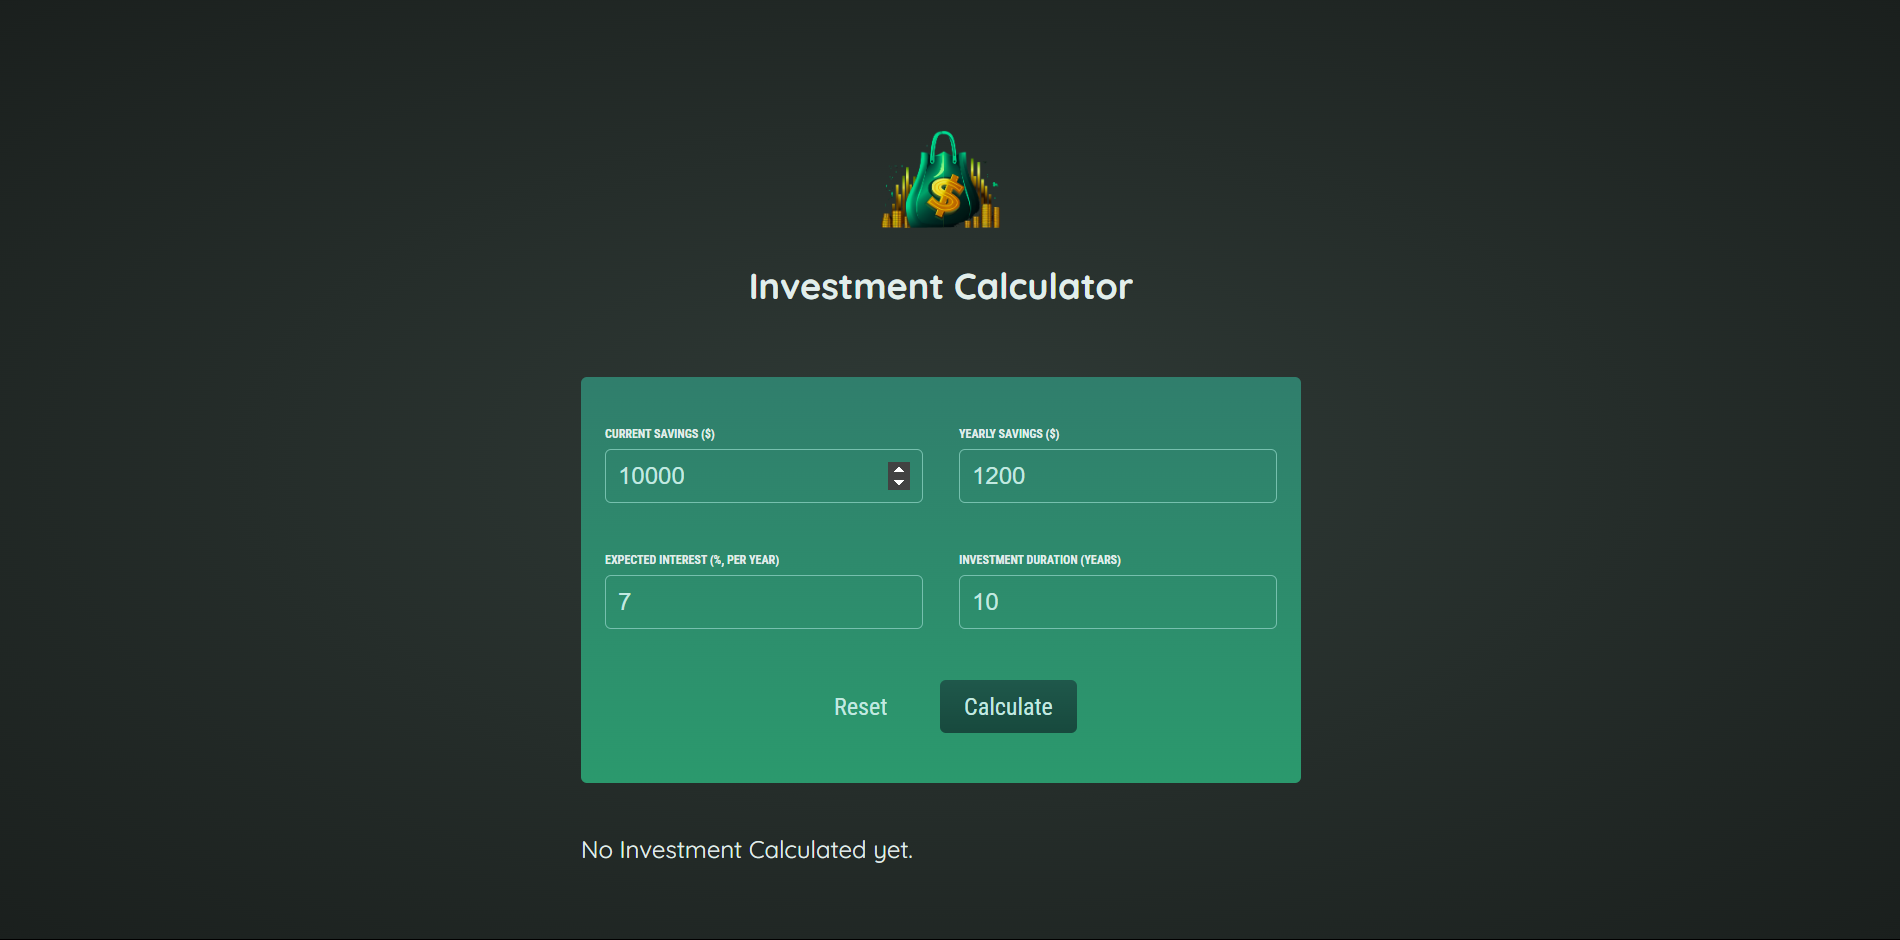 $
Investment Calculator
CURRENT SAVINGS ($)
YEARLY SAVINGS ($)
10000
1200
EXPECTED INTEREST (%, PER YEAR)
INVESTMENT DURATION (YEARS)
7
10
Reset
Calculate
No Investment Calculated yet.